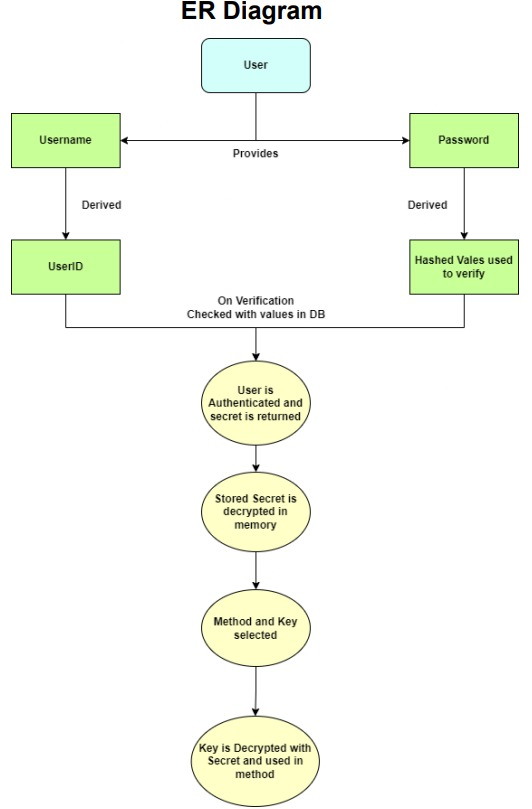 ER Diagram
User
Username
Password
Provides
Derived
Derived
UserID
Hashed Vales used
to verify
On Verification
Checked with values in DB
User is
Authenticated and
secret is returned
Stored Secret is
decrypted in
memory
Method and Key
selected
Key is Decrypted with
Secret and used in
method